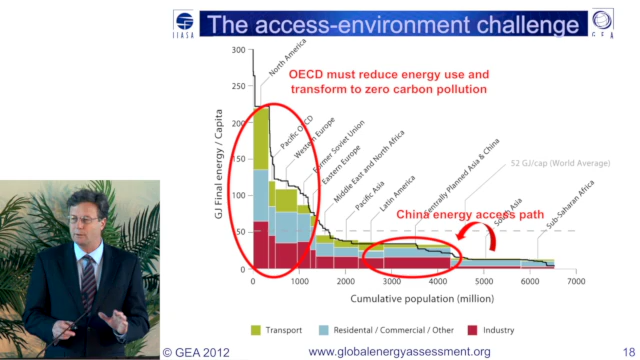 The access-environment challenge
IIASA
GEA
OECD must reduce energy use and
transform to zero carbon pollution
GJ Final energy / Capita
300
250
200
150
100
50
0
North America
Pacific OECD
Western Europe
Former Soviet Union
Eastern Europe
Middle East and North Africa
Pacific Asia
Latin America
Centrally Planned Asia & China
52 GJ/cap (World Average)
South Asia
Sub-Saharan Africa
China energy access path
0
1000
2000
3000
4000
5000
6000
7000
Cumulative population (million)
Transport
Residential / Commercial / Other
Industry
© GEA 2012
www.globalenergyassessment.org
18